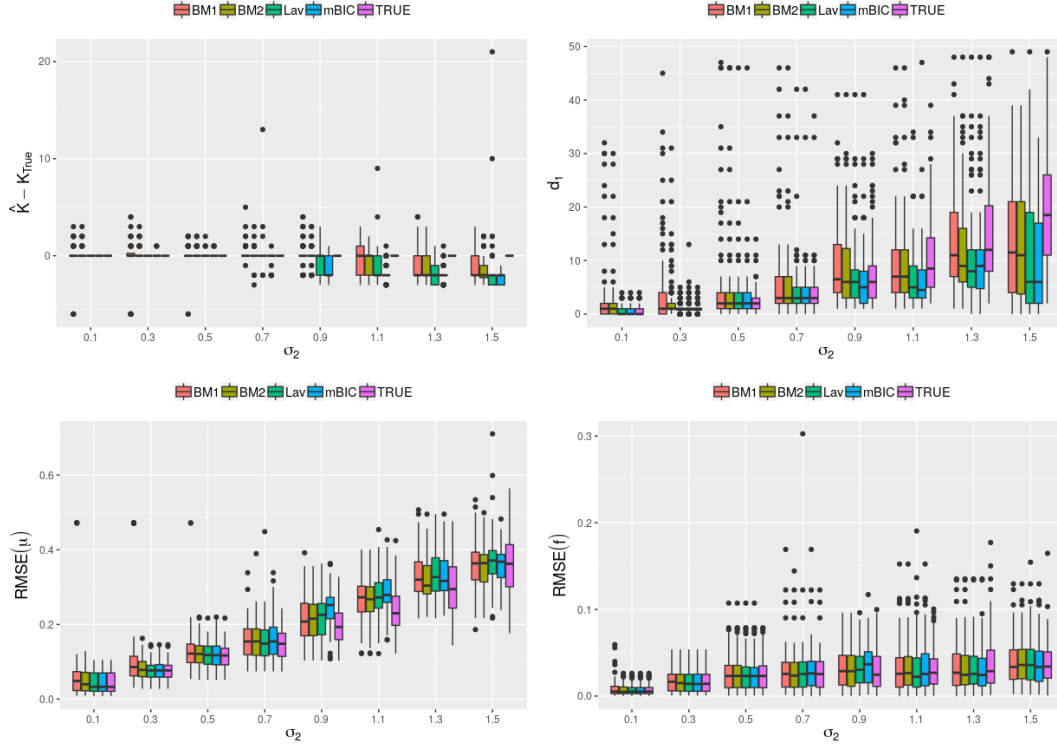 BM1 BM2 Lav mBIC TRUE
20
10
0
K̂ − K_True
0.1 0.3 0.5 0.7 0.9 1.1 1.3 1.5
σ₂
BM1 BM2 Lav mBIC TRUE
50
40
30
20
10
0
d₁
0.1 0.3 0.5 0.7 0.9 1.1 1.3 1.5
σ₂
BM1 BM2 Lav mBIC TRUE
0.6
0.4
0.2
0.0
RMSE(μ)
0.1 0.3 0.5 0.7 0.9 1.1 1.3 1.5
σ₂
BM1 BM2 Lav mBIC TRUE
0.3
0.2
0.1
0.0
RMSE(f)
0.1 0.3 0.5 0.7 0.9 1.1 1.3 1.5
σ₂